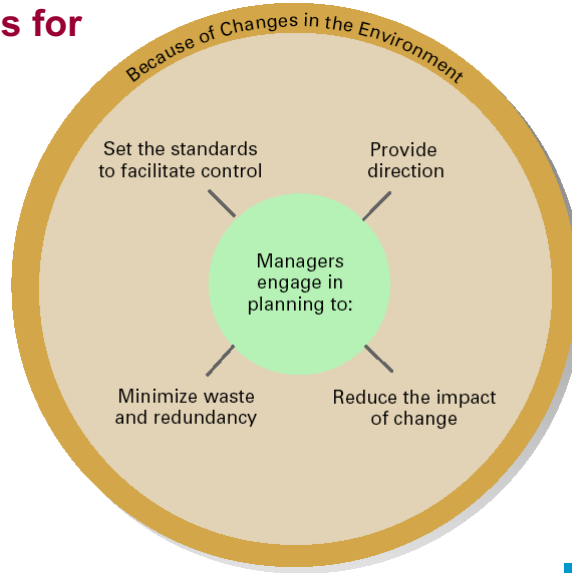 s for
Because of Changes in the Environment
Set the standards
to facilitate control
Provide
direction
Managers
engage in
planning to:
Minimize waste
and redundancy
Reduce the impact
of change